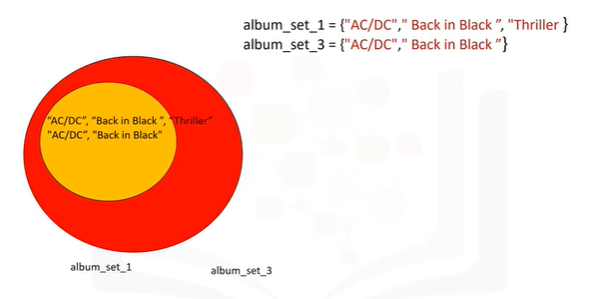 album_set_1 = {"AC/DC"," Back in Black ”, "Thriller }
album_set_3 = {"AC/DC"," Back in Black ”}
“AC/DC”, “Back in Black ”, “Thriller”
"AC/DC”, "Back in Black"
album_set_1
album_set_3